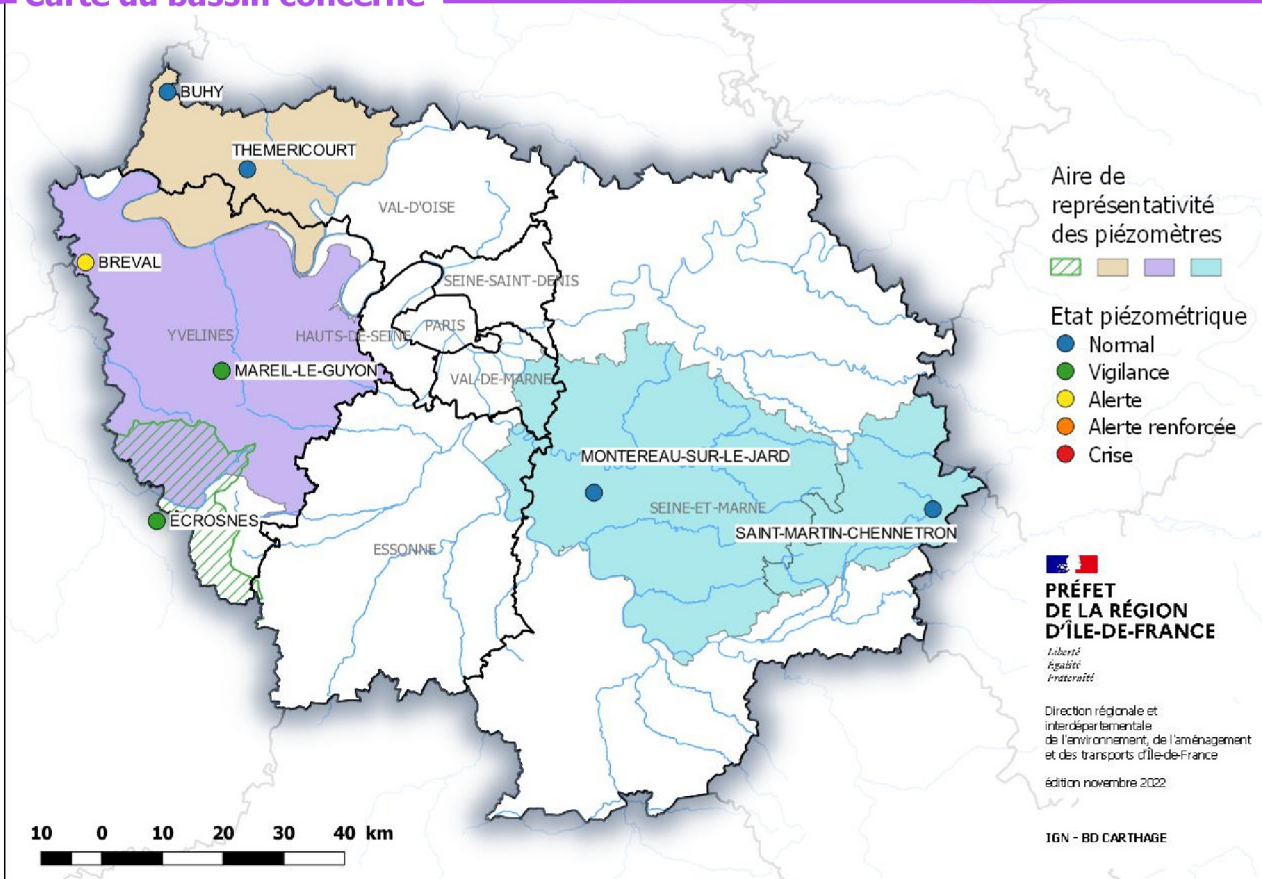 Carte du bassin concerné
BUHY
THEMERICOURT
VAL-D'OISE
BREVAL
SEINE-SAINT-DENIS
YVELINES
HAUTS-DE-SEINE
PARIS
MAREIL-LE-GUYON
VAL-DE-MARNE
MONTEREAU-SUR-LE-JARD
SEINE-ET-MARNE
ÉCROSNES
SAINT-MARTIN-CHENNETRON
ESSONNE
Aire de
représentativité
des piézomètres
Etat piézométrique
Normal
Vigilance
Alerte
Alerte renforcée
Crise
PRÉFET
DE LA RÉGION
D'ÎLE-DE-FRANCE
Liberté
Égalité
Fraternité
Direction régionale et
interdépartementale
de l'environnement, de l'aménagement
et des transports d'Île-de-France
édition novembre 2022
IGN - BD CARTHAGE
10 0 10 20 30 40 km